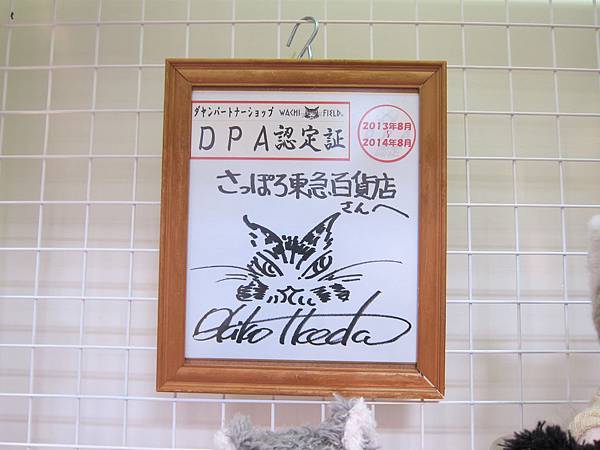 ダヤンパートナーショップ WACHI FIELD®
DPA認定証
2013年8月
~
2014年8月
さっぽろ東急百貨店
さんへ
Akiko Ikeda